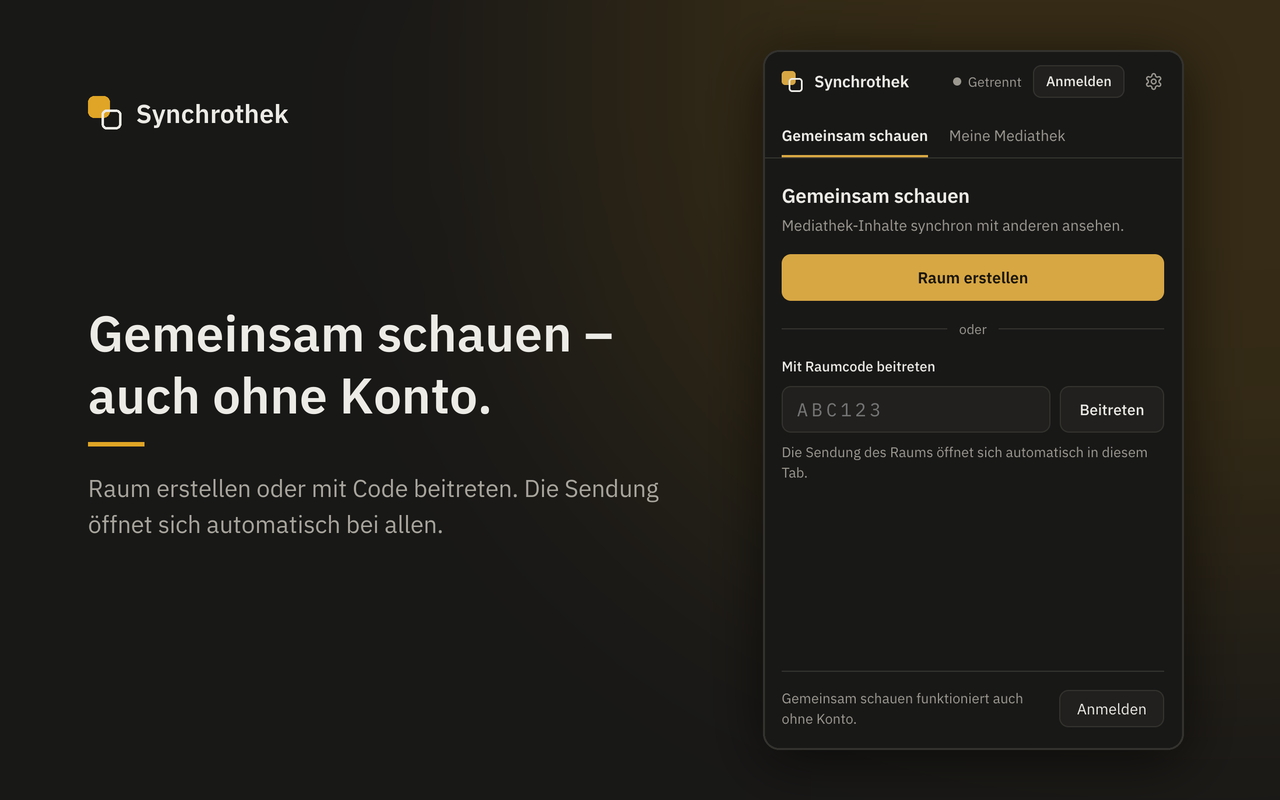 Synchrothek
Gemeinsam schauen –
auch ohne Konto.
Raum erstellen oder mit Code beitreten. Die Sendung
öffnet sich automatisch bei allen.
Synchrothek
Getrennt
Anmelden
Gemeinsam schauen
Meine Mediathek
Gemeinsam schauen
Mediathek-Inhalte synchron mit anderen ansehen.
Raum erstellen
oder
Mit Raumcode beitreten
ABC123
Beitreten
Die Sendung des Raums öffnet sich automatisch in diesem
Tab.
Gemeinsam schauen funktioniert auch
ohne Konto.
Anmelden